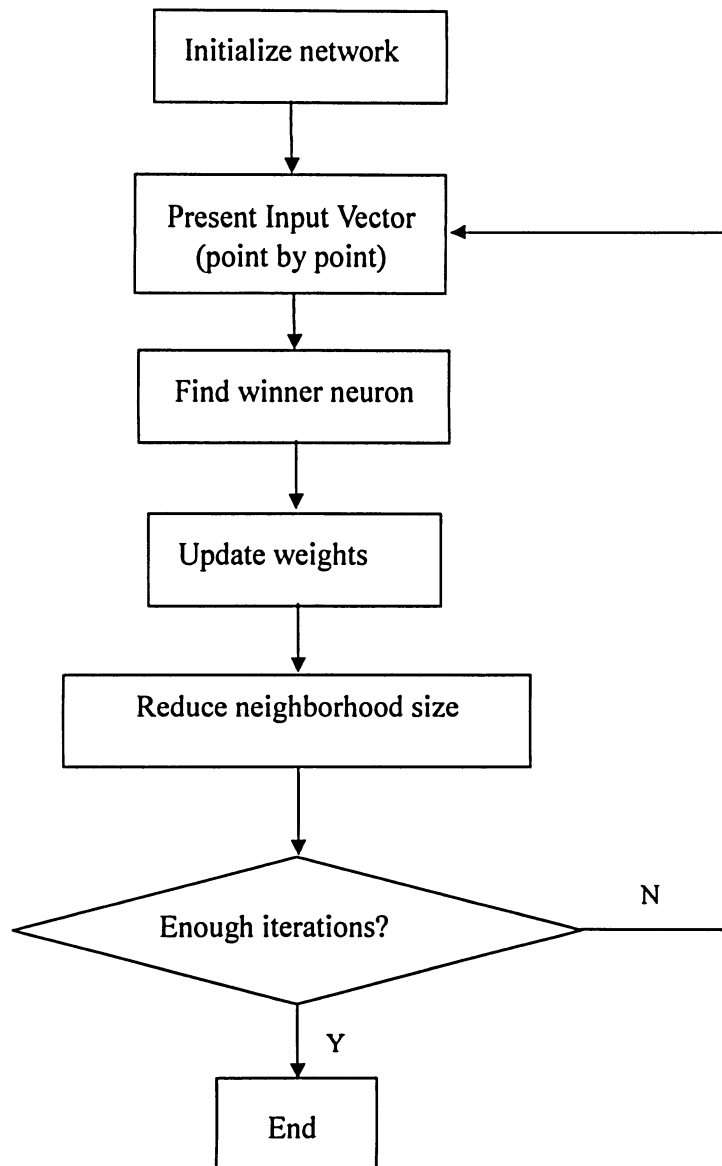 Initialize network
Present Input Vector
(point by point)
Find winner neuron
Update weights
Reduce neighborhood size
Enough iterations?
N
Y
End